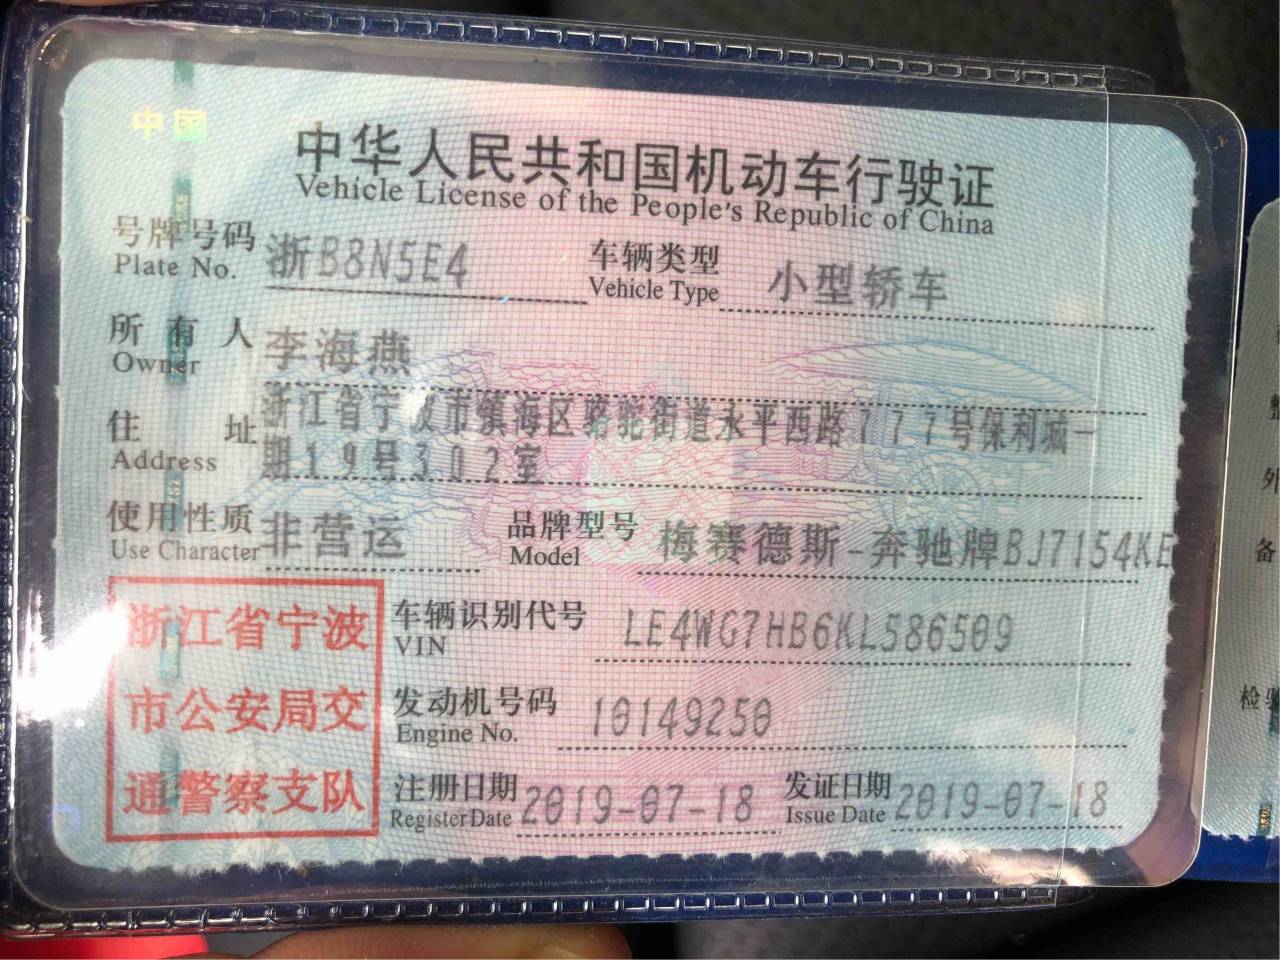 中国
中华人民共和国机动车行驶证
Vehicle License of the People's Republic of China
号牌号码 浙B8N5E4 车辆类型 小型轿车
Plate No. Vehicle Type
所有人 李海燕
Owner
住址 浙江省宁波市镇海区骆驼街道永平西路777号保利城一
Address 期19号302室
使用性质 非营运 品牌型号 梅赛德斯-奔驰牌BJ7154KE
Use Character Model
浙江省宁波
市公安局交
通警察支队
车辆识别代号 LE4WG7HB6KL586509
VIN
发动机号码 10149250
Engine No.
注册日期 2019-07-18 发证日期 2019-07-18
Register Date Issue Date
外
备
检验